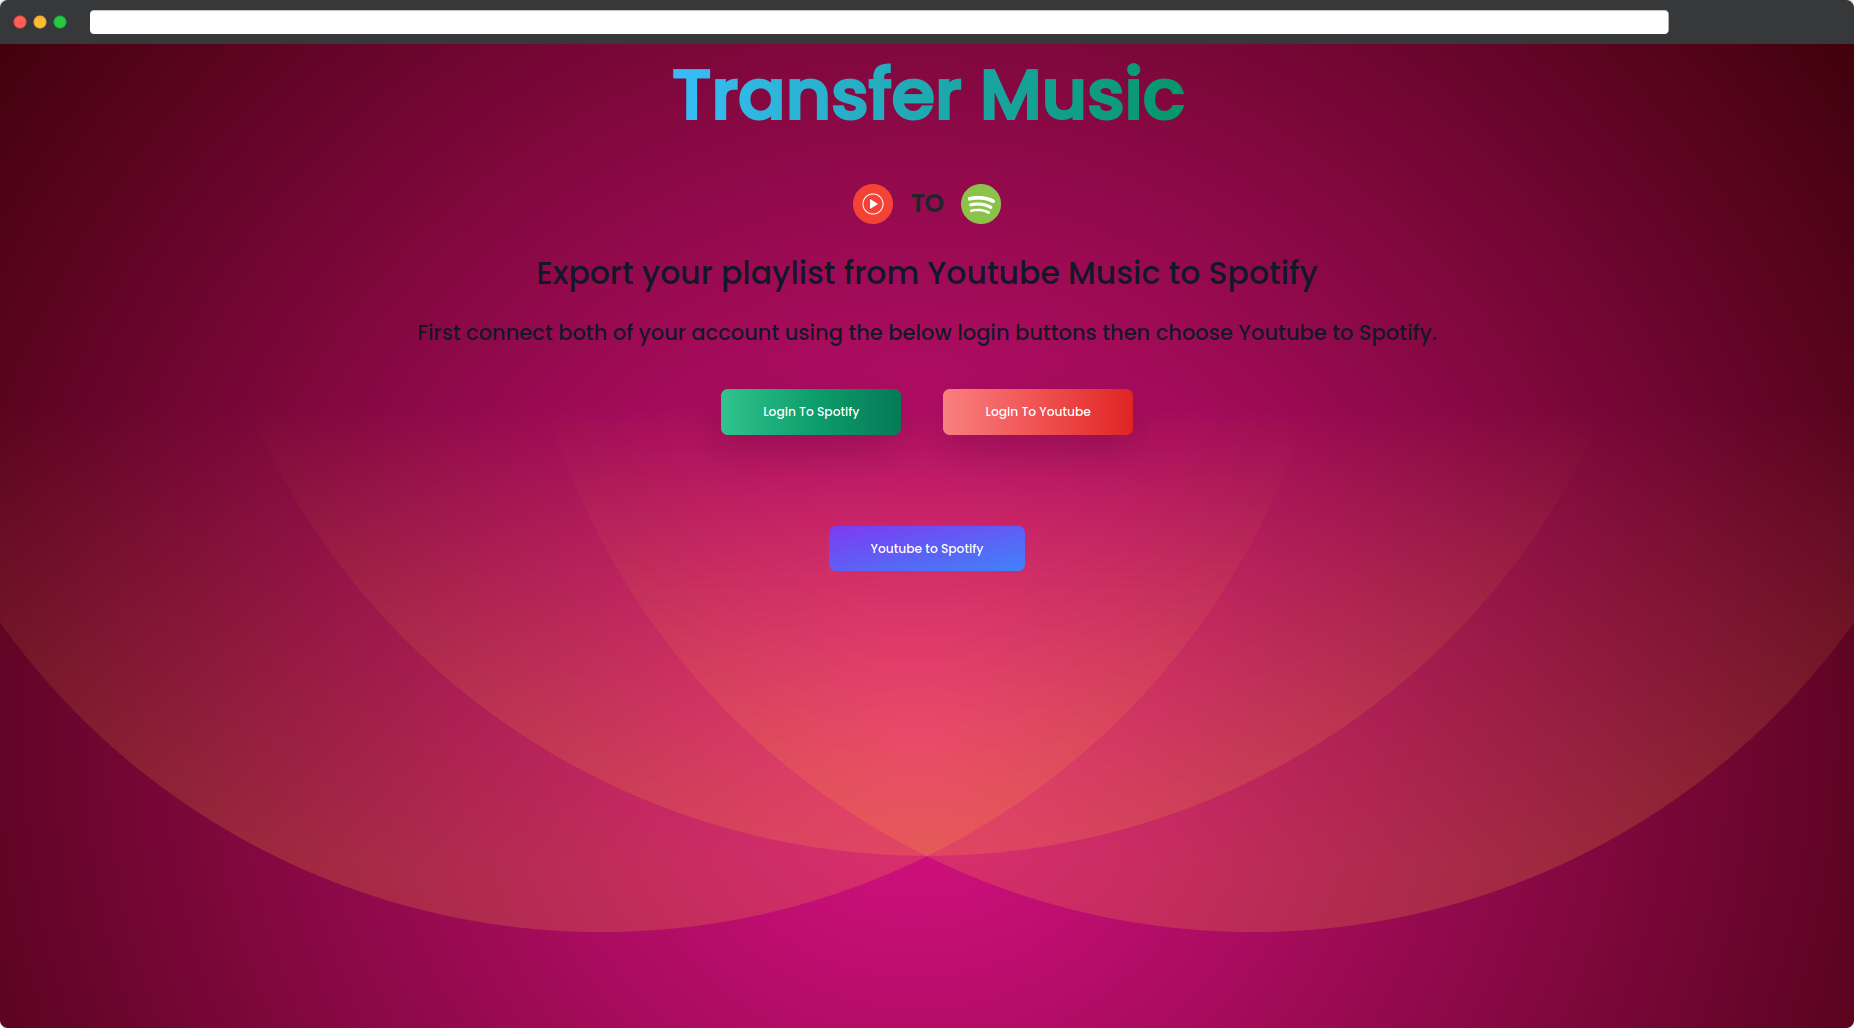 Transfer Music
TO
Export your playlist from Youtube Music to Spotify
First connect both of your account using the below login buttons then choose Youtube to Spotify.
Login To Spotify
Login To Youtube
Youtube to Spotify